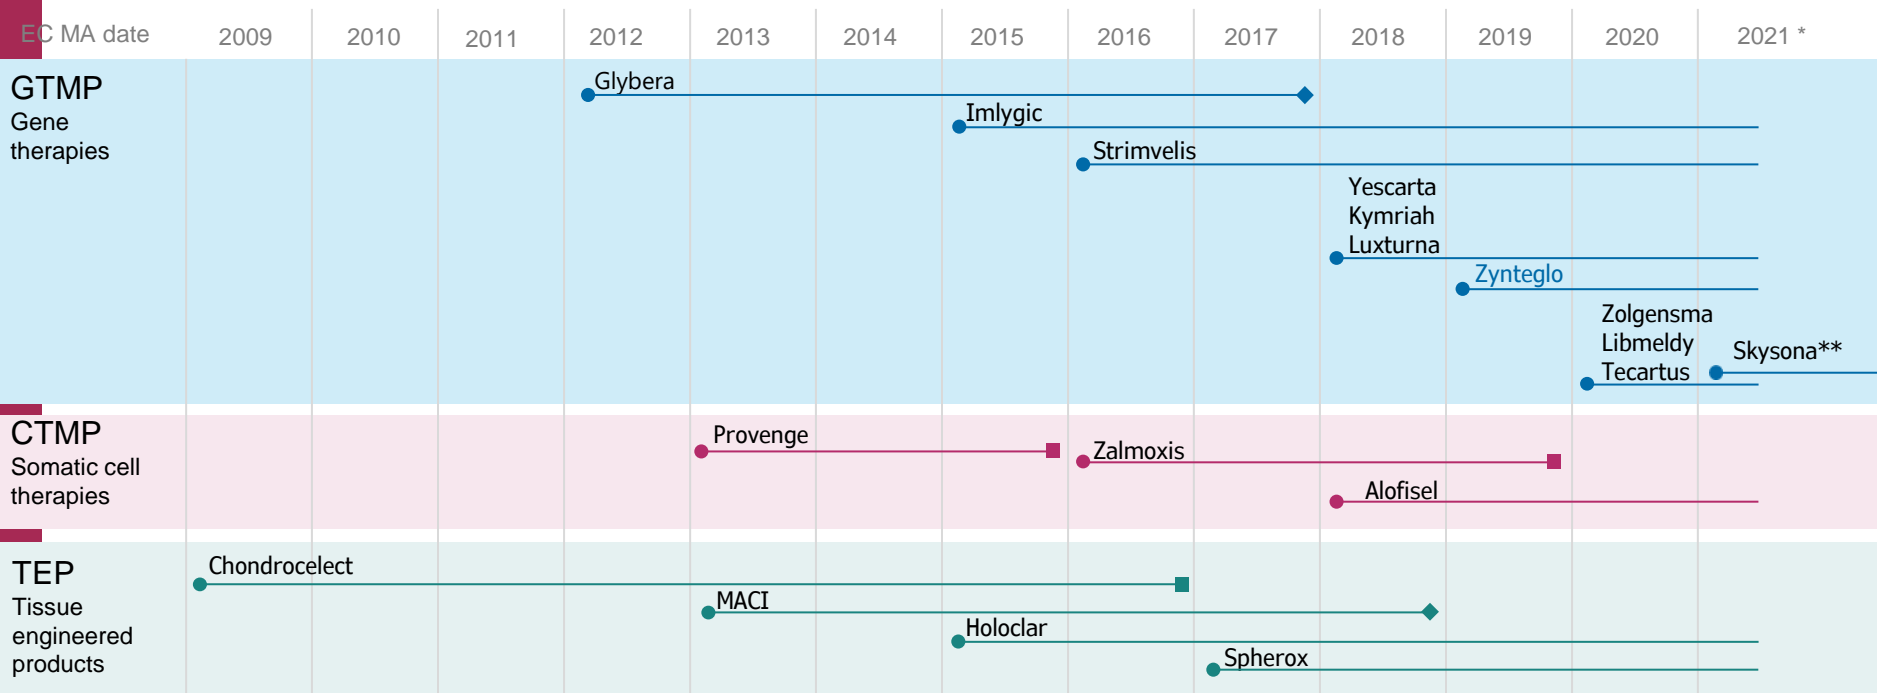 EC MA date 2009 2010 2011 2012 2013 2014 2015 2016 2017 2018 2019 2020 2021 *
GTMP
Gene
therapies
Glybera
Imlygic
Strimvelis
Yescarta
Kymriah
Luxturna
Zynteglo
Zolgensma
Libmeldy
Tecartus
Skysona**
CTMP
Somatic cell
therapies
Provenge
Zalmoxis
Alofisel
TEP
Tissue
engineered
products
Chondrocelect
MACI
Holoclar
Spherox